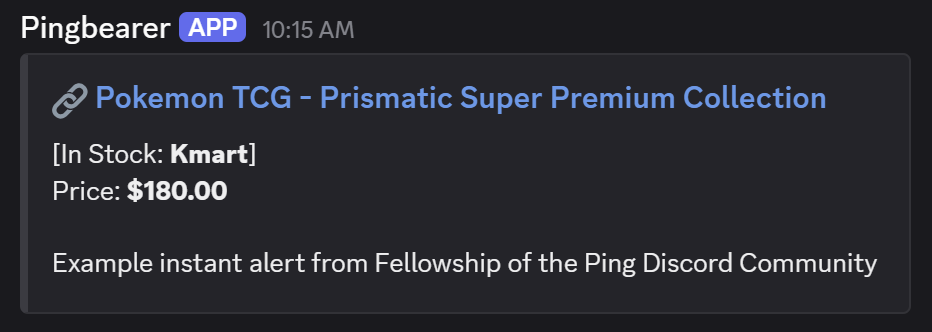 Pingbearer APP 10:15 AM
Pokemon TCG - Prismatic Super Premium Collection
[In Stock: Kmart]
Price: $180.00
Example instant alert from Fellowship of the Ping Discord Community